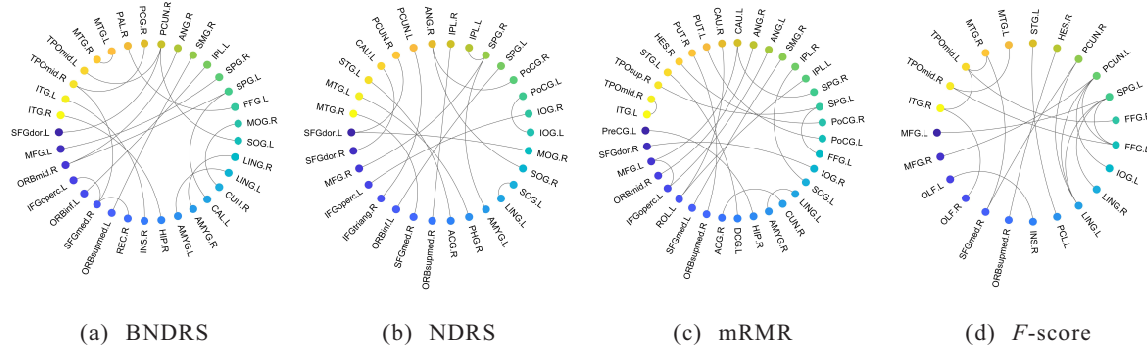 PCUN.R
ANG.R
SMG.R
IPL.L
SPG.R
SPG.L
FFG.L
MOG.R
SOG.L
LING.R
LING.L
CUN.R
CAL.L
AMYG.R
AMYG.L
HIP.R
INS.R
REC.R
ORBsupmed.L
SFGmed.R
ORBinf.L
IFGoperc.L
ORBmid.R
MFG.L
SFGdor.L
ITG.R
ITG.L
TPOmid.R
TPOmid.L
MTG.R
MTG.L
PAL.R
PCG.R
(a) BNDRS
IPL.R
IPL.L
SPG.R
SPG.L
PoCG.R
PoCG.L
IOG.R
IOG.L
MOG.R
SOG.R
SOG.L
LING.L
AMYG.L
PHG.R
ACG.R
ORBsupmed.R
SFGmed.R
ORBinf.L
IFGtriang.R
IFGoperc.L
MFG.R
SFGdor.R
SFGdor.L
MTG.R
MTG.L
STG.L
CAU.L
PCUN.R
PCUN.L
ANG.R
(b) NDRS
CAU.L
ANG.R
ANG.L
SMG.R
IPL.R
IPL.L
SPG.R
SPG.L
PoCG.R
PoCG.L
FFG.L
SOG.L
LING.L
CUN.R
AMYG.R
HIP.R
DCG.L
ACG.R
ORBsupmed.R
SFGmed.L
ROL.L
IFGoperc.L
ORBmid.R
MFG.L
SFGdor.R
PreCG.L
ITG.L
TPOmid.R
TPOsup.R
STG.L
HES.R
PUT.R
PUT.L
CAU.R
(c) mRMR
STG.L
HES.R
PCUN.R
PCUN.L
SPG.L
FFG.R
FFG.L
IOG.L
LING.R
LING.L
PCL.L
INS.R
ORBsupmed.R
SFGmed.R
OLF.R
OLF.L
MFG.R
ITG.R
TPOmid.R
TPOmid.L
MTG.R
MTG.L
(d) F-score